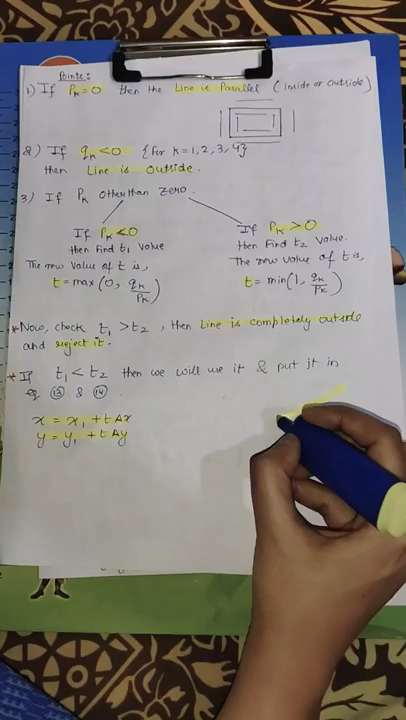 Points:
1) If Pk=0 then the Line is Parallel (inside or outside)
2) If qk<0 {for k=1,2,3,4}
then Line is outside.
3) If Pk other than Zero.
If Pk<0
then Find t1 value
The new value of t is,
t=max(0, qk/Pk)
If Pk>0
then Find t2 value.
The new value of t is,
t=min(1, qk/Pk)
*Now, check t1>t2, then Line is completely outside
and reject it.
*If t1<t2 then we will use it & put it in
eq (13) & (14)
x=x1+tΔx
y=y1+tΔy